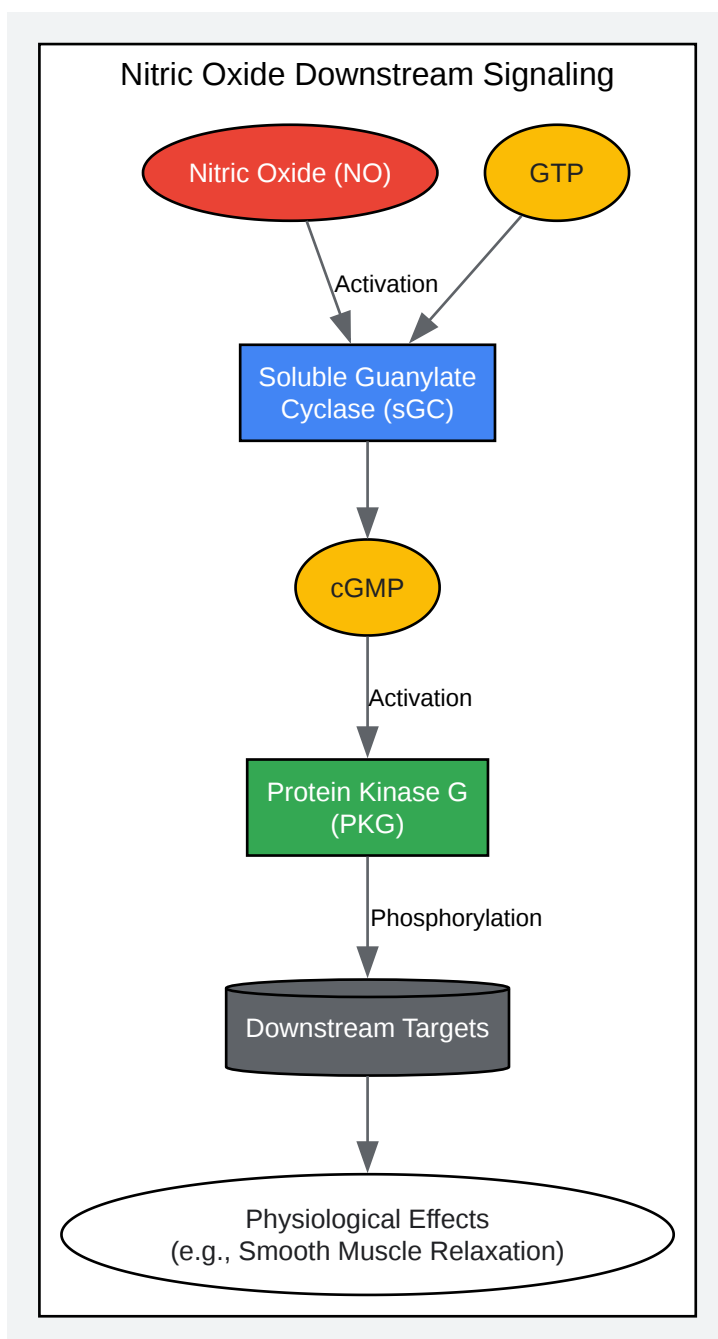 Nitric Oxide Downstream Signaling
Nitric Oxide (NO)
GTP
Activation
Soluble Guanylate
Cyclase (sGC)
cGMP
Activation
Protein Kinase G
(PKG)
Phosphorylation
Downstream Targets
Physiological Effects
(e.g., Smooth Muscle Relaxation)